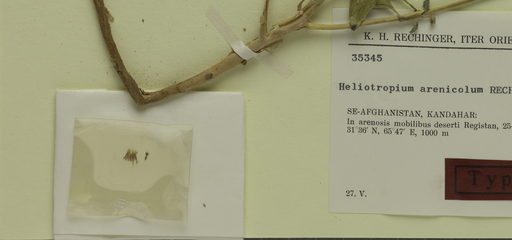 K. H. RECHINGER, ITER ORIE
35345
Heliotropium arenicolum RECH
SE-AFGHANISTAN, KANDAHAR:
In arenosis mobilibus deserti Registan, 25-
31°36' N, 65°47' E, 1000 m
27. V.
Typ